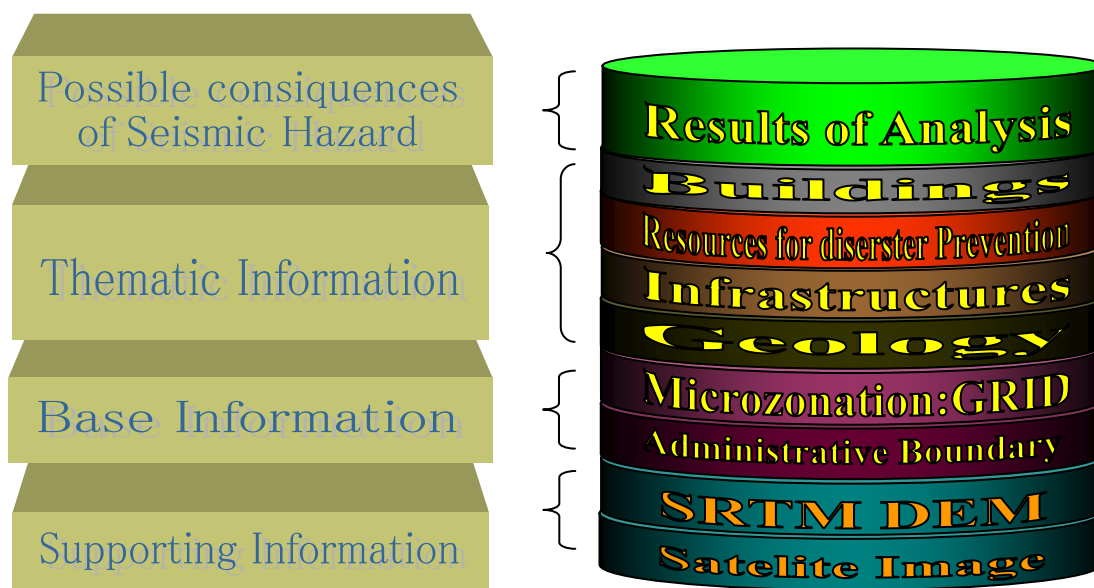 Possible consiquences
of Seismic Hazard
Thematic Information
Base Information
Supporting Information
Results of Analysis
Buildings
Resources for diserster Prevention
Infrastructures
Geology
Microzonation:GRID
Administrative Boundary
SRTM DEM
Satelite Image